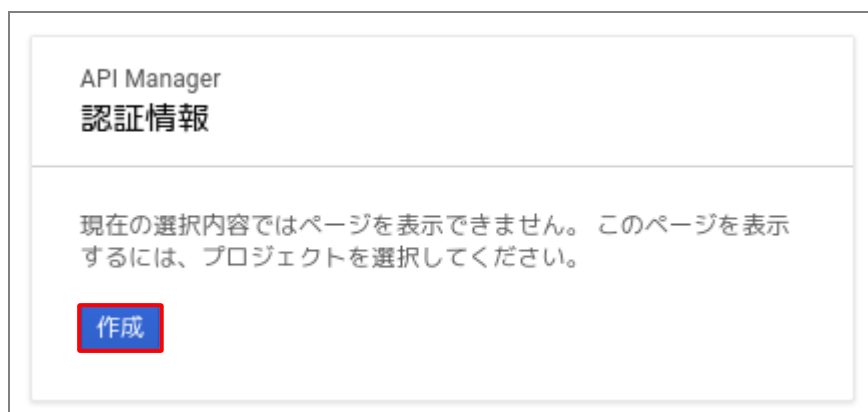 API Manager
認証情報
現在の選択内容ではページを表示できません。 このページを表示
するには、プロジェクトを選択してください。
作成